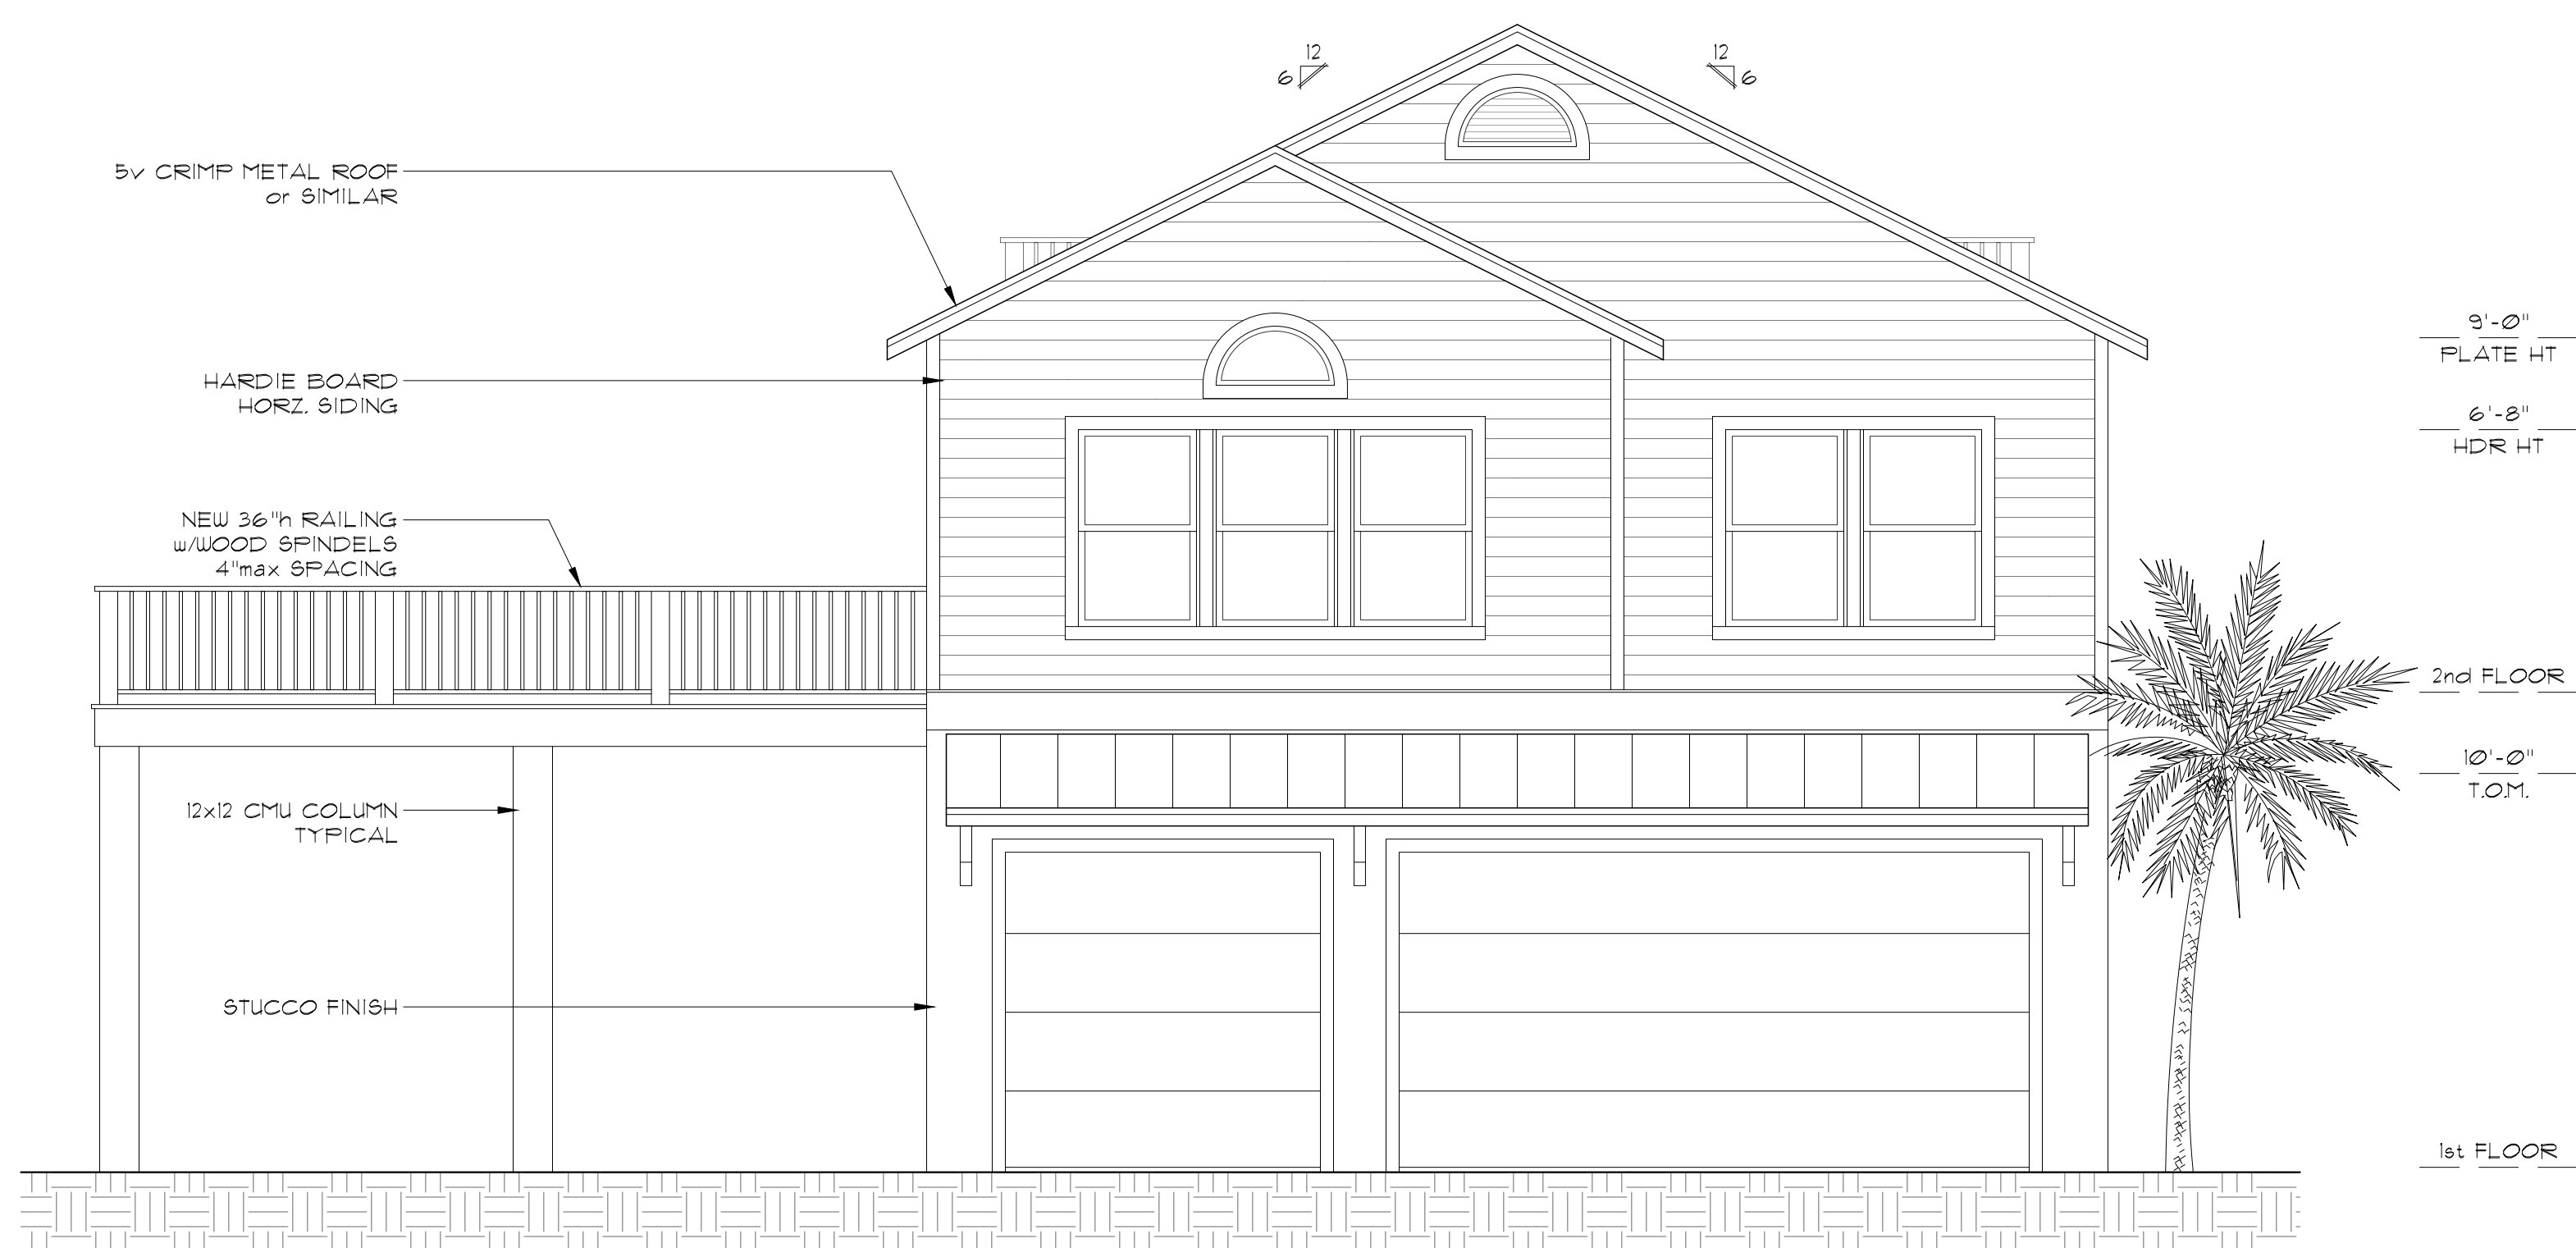 12
6
12
6
5v CRIMP METAL ROOF
or SIMILAR
HARDIE BOARD
HORZ. SIDING
NEW 36"h RAILING
w/WOOD SPINDELS
4"max SPACING
12x12 CMU COLUMN
TYPICAL
STUCCO FINISH
9'-0"
PLATE HT
6'-8"
HDR HT
2nd FLOOR
10'-0"
T.O.M.
1st FLOOR